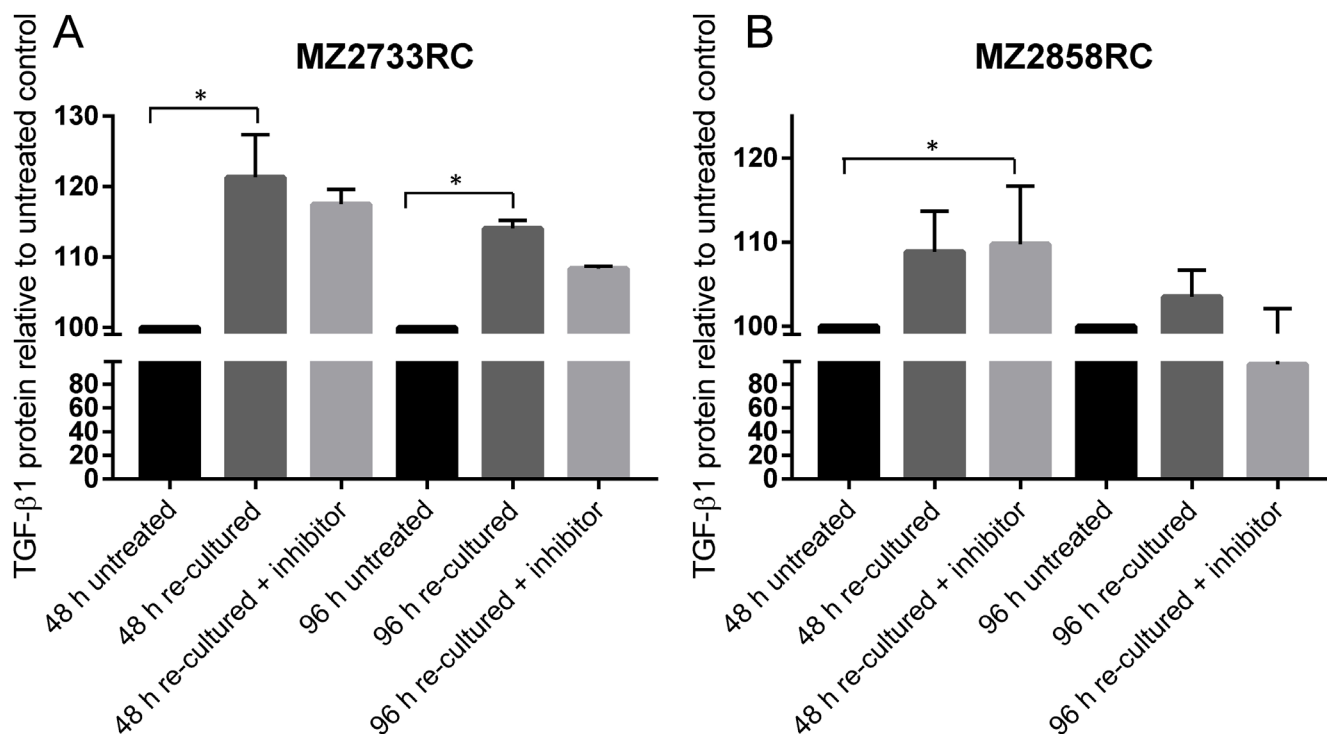 A
MZ2733RC
TGF-β1 protein relative to untreated control
130
120
110
100
80
60
40
20
0
*
*
48 h untreated
48 h re-cultured
48 h re-cultured + inhibitor
96 h untreated
96 h re-cultured
96 h re-cultured + inhibitor
B
MZ2858RC
TGF-β1 protein relative to untreated control
120
110
100
80
60
40
20
0
*
48 h untreated
48 h re-cultured
48 h re-cultured + inhibitor
96 h untreated
96 h re-cultured
96 h re-cultured + inhibitor